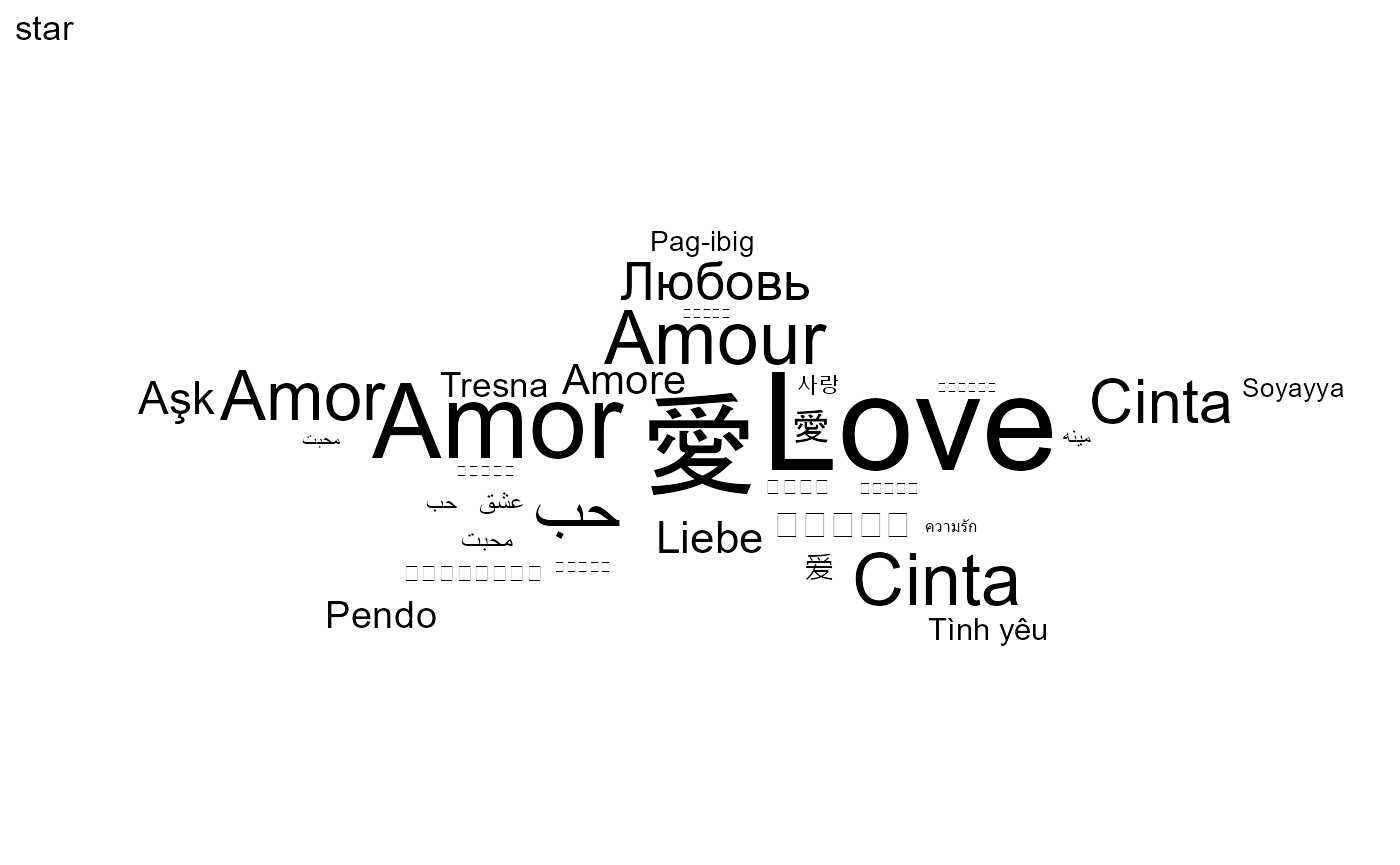 star
Pag-ibig
Любовь
Amour
Aşk
Amor
Amor
Tresna
Amore
愛
Love
사랑
愛
Cinta
Soyayya
محبت
مينه
حب
عشق
حب
محبت
Liebe
ความรัก
爱
Cinta
Pendo
Tình yêu